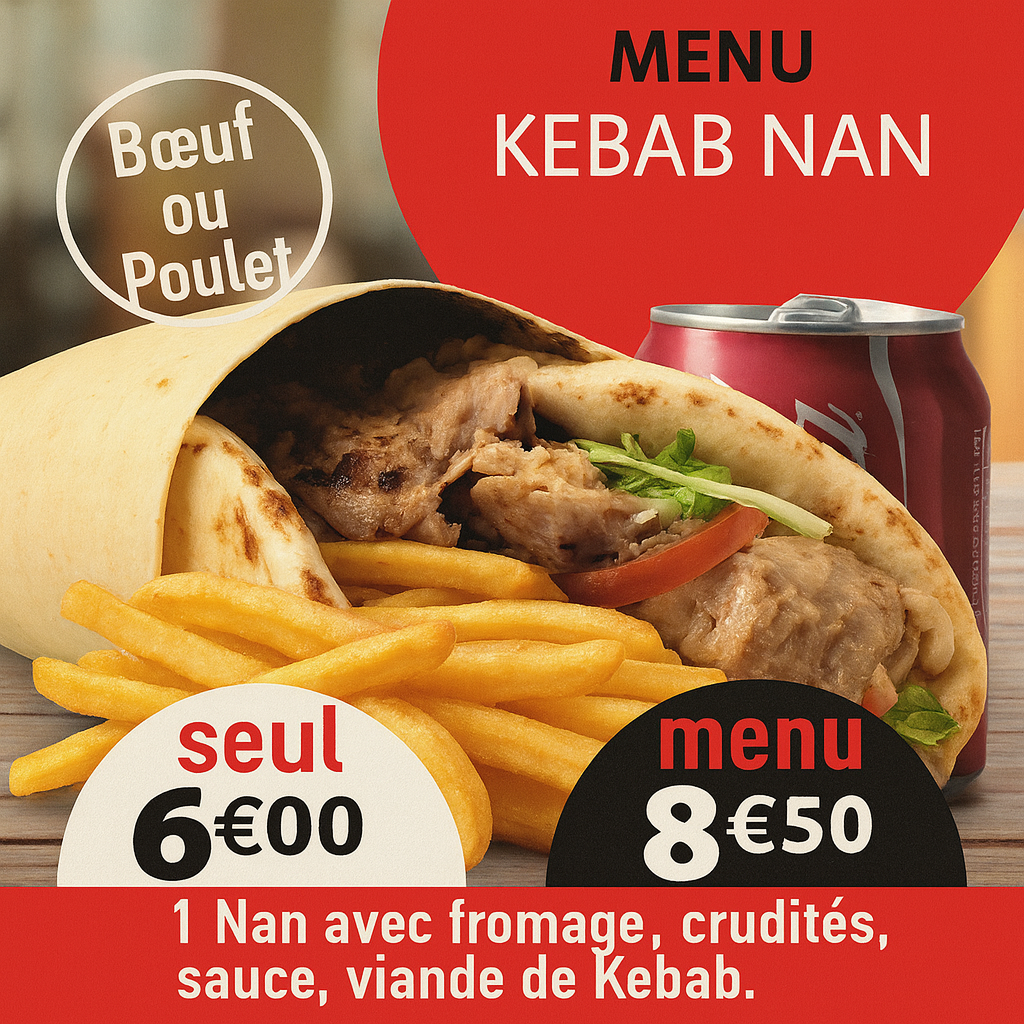 MENU
KEBAB NAN
Bœuf
ou
Poulet
seul
6€00
menu
8€50
1 Nan avec fromage, crudités,
sauce, viande de Kebab.